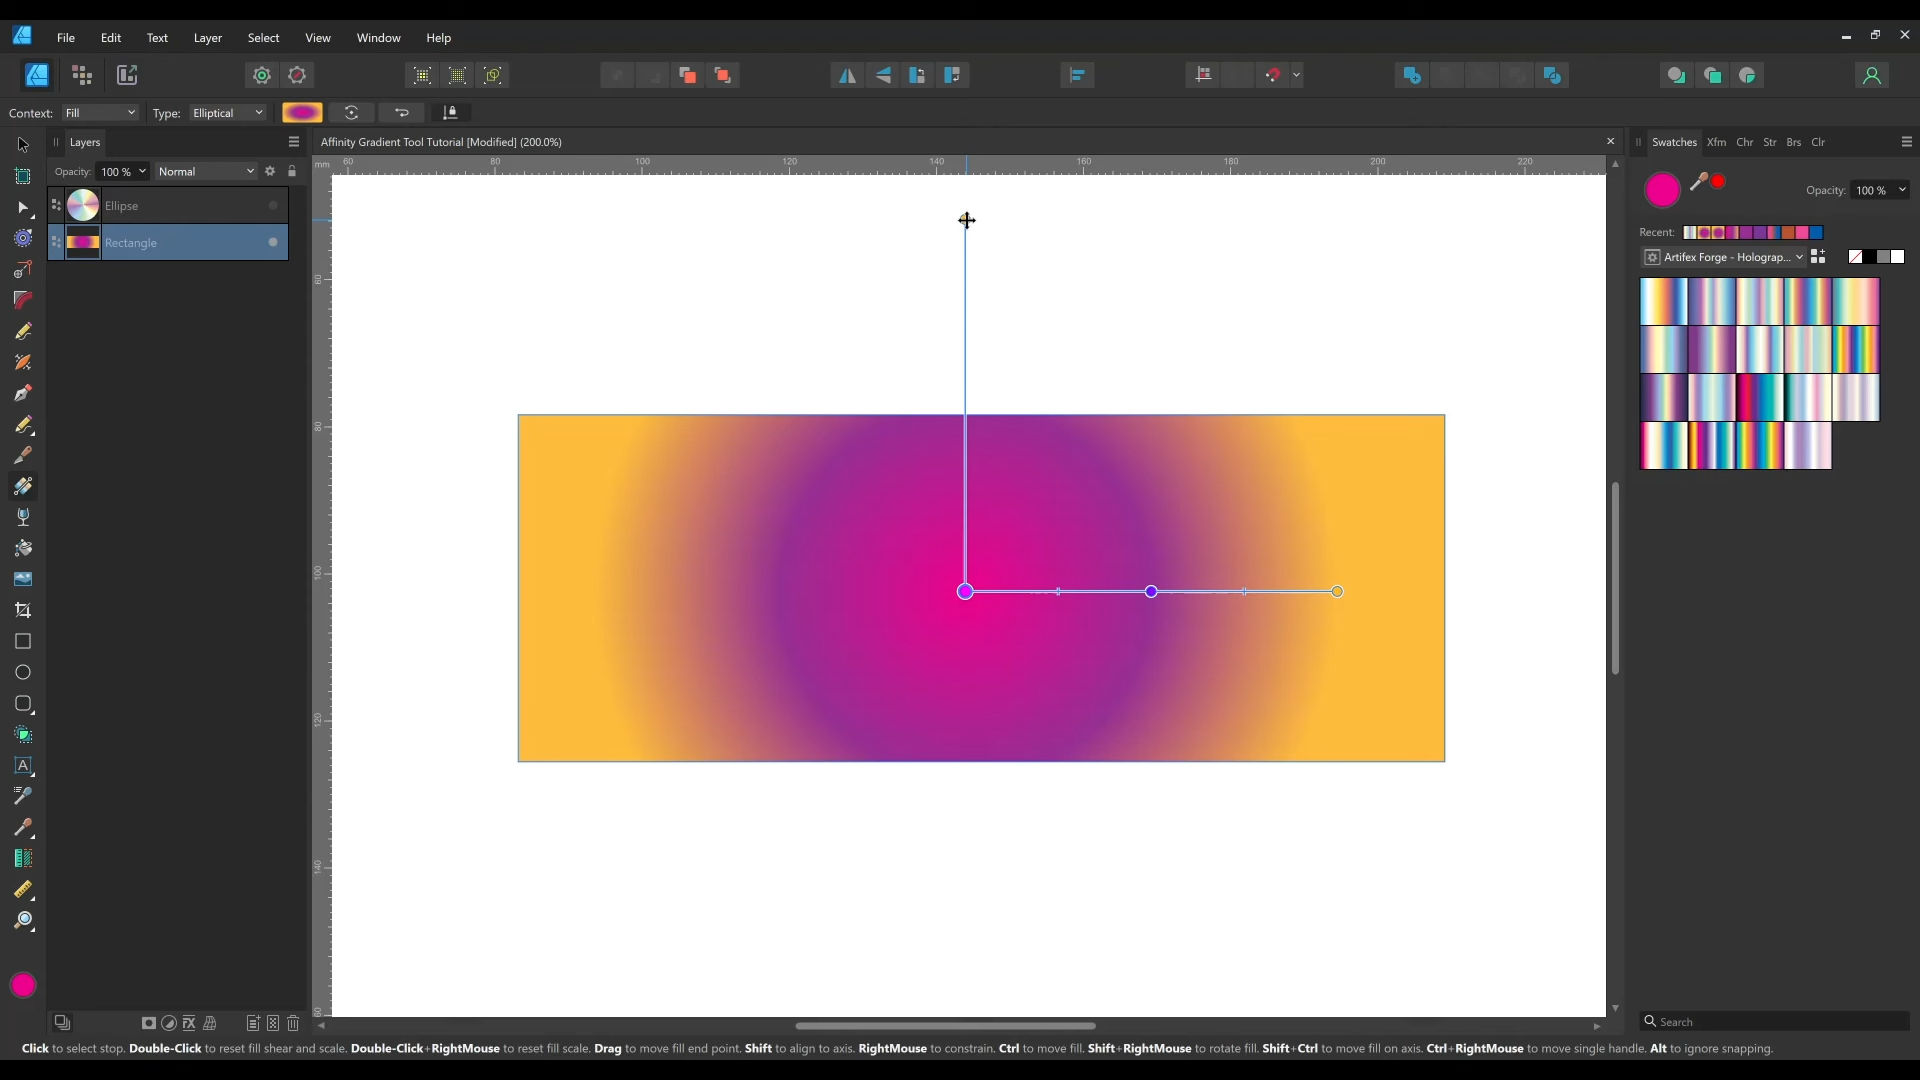 File Edit Text Layer Select View Window Help
Context: Fill Type: Elliptical
Layers
Affinity Gradient Tool Tutorial [Modified] (200.0%)
Swatches Xfm Chr Str Brs Clr
mm 60 80 100 120 140 160 180 200 220
Opacity: 100 % Normal
Opacity: 100 %
Ellipse
Rectangle
Recent:
Artifex Forge - Holograp...
60
80
100
120
140
A
Search
Click to select stop. Double-Click to reset fill shear and scale. Double-Click+RightMouse to reset fill scale. Drag to move fill end point. Shift to align to axis. RightMouse to constrain. Ctrl to move fill. Shift+RightMouse to rotate fill. Shift+Ctrl to move fill on axis. Ctrl+RightMouse to move single handle. Alt to ignore snapping.